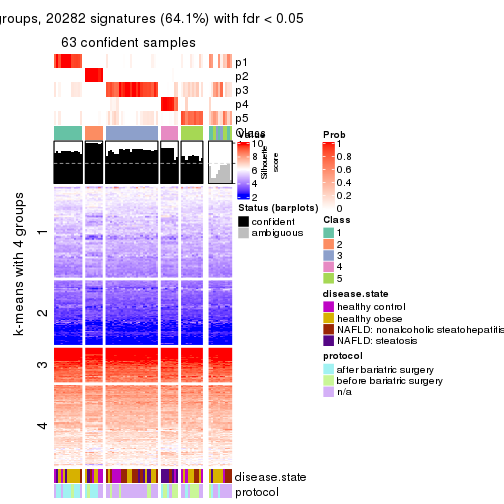 groups, 20282 signatures (64.1%) with fdr < 0.05
63 confident samples
p1
p2
p3
p4
p5
Class
1
2
3
4
k-means with 4 groups
disease.state
protocol
Value
10
8
6
4
2
1
0.5
0
Silhouette
score
Status (barplots)
confident
ambiguous
Prob
1
0.8
0.6
0.4
0.2
0
Class
1
2
3
4
5
disease.state
healthy control
healthy obese
NAFLD: nonalcoholic steatohepatitis
NAFLD: steatosis
protocol
after bariatric surgery
before bariatric surgery
n/a